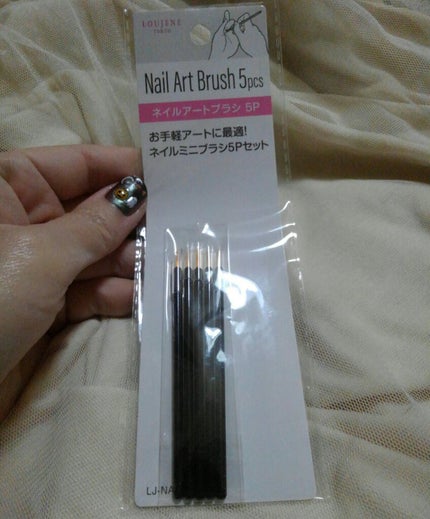 LOUJENE
TOKYO
Nail Art Brush 5pcs
ネイルアートブラシ 5P
お手軽アートに最適!
ネイルミニブラシ5Pセット
LJ-NA